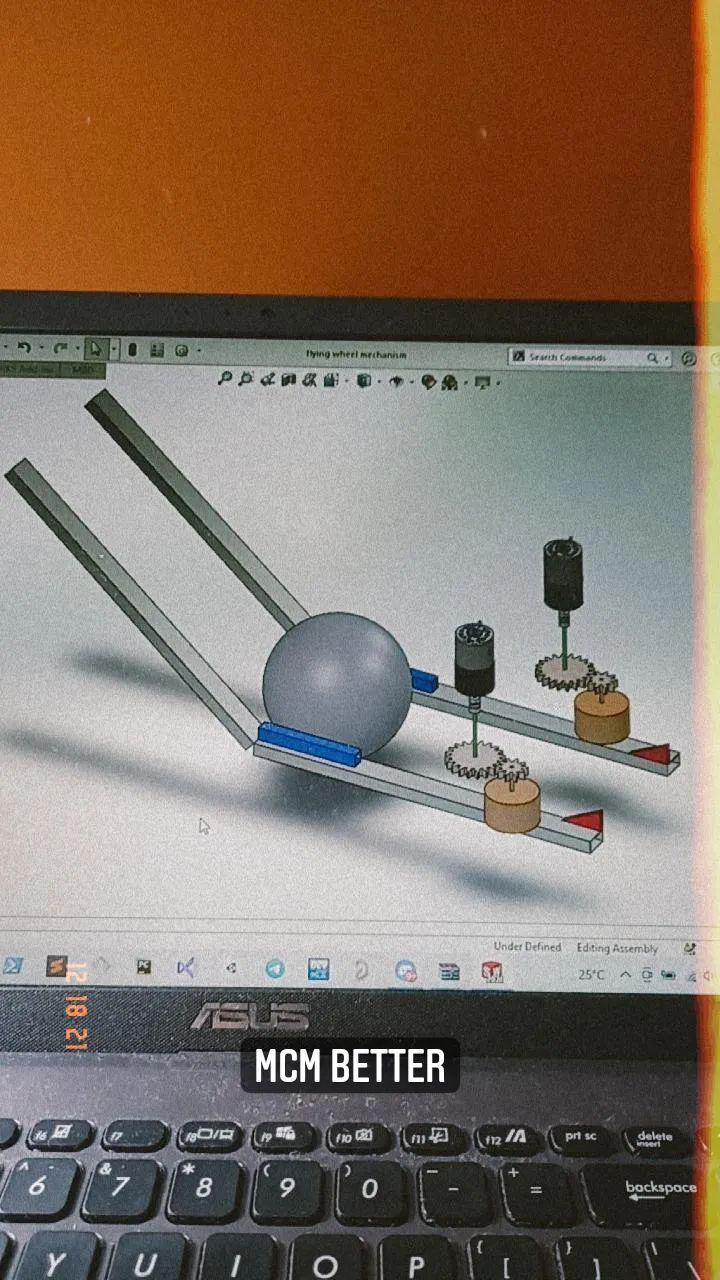 flying wheel mechanism
Search Commands
Under Defined
Editing Assembly
25°C
12 18 21
ASUS
MCM BETTER
f6
f7
f8
f9
f10
f11
f12
prt sc
delete
insert
^
6
&
7
*
8
(
9
)
0
_
-
+
=
backspace
Y
U
I
O
P
{
[
}
]
|
\